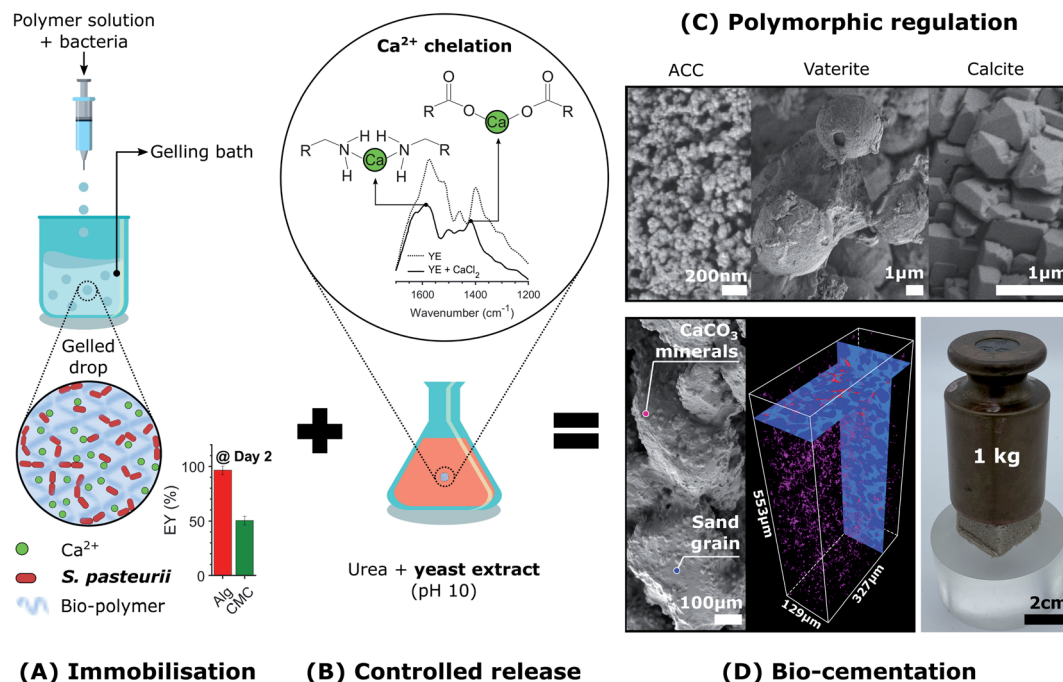 Polymer solution
+ bacteria
Gelling bath
Gelled
drop
@ Day 2
EY (%)
100
50
0
Alg
CMC
Ca²⁺
S. pasteurii
Bio-polymer
(A) Immobilisation
Ca²⁺ chelation
O
O
R
O
O
R
Ca
H
H
R
N
Ca
N
R
H
H
YE
YE + CaCl₂
1600
1400
1200
Wavenumber (cm⁻¹)
Urea + yeast extract
(pH 10)
(B) Controlled release
(C) Polymorphic regulation
ACC
Vaterite
Calcite
200nm
1µm
1µm
CaCO₃
minerals
Sand
grain
100µm
553µm
129µm
327µm
1 kg
2cm
(D) Bio-cementation